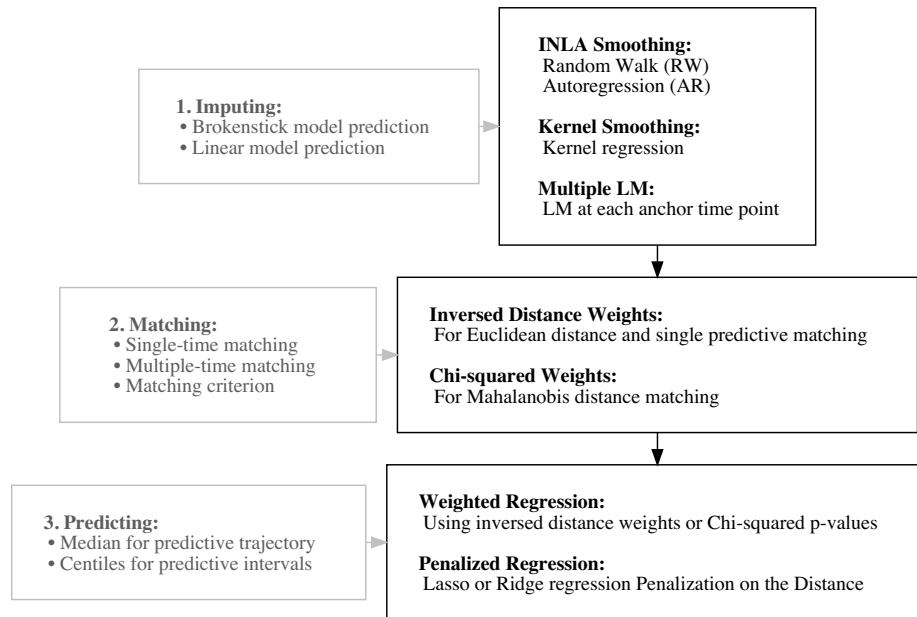 1. Imputing:
• Brokenstick model prediction
• Linear model prediction
INLA Smoothing:
Random Walk (RW)
Autoregression (AR)
Kernel Smoothing:
Kernel regression
Multiple LM:
LM at each anchor time point
2. Matching:
• Single-time matching
• Multiple-time matching
• Matching criterion
Inversed Distance Weights:
For Euclidean distance and single predictive matching
Chi-squared Weights:
For Mahalanobis distance matching
3. Predicting:
• Median for predictive trajectory
• Centiles for predictive intervals
Weighted Regression:
Using inversed distance weights or Chi-squared p-values
Penalized Regression:
Lasso or Ridge regression Penalization on the Distance